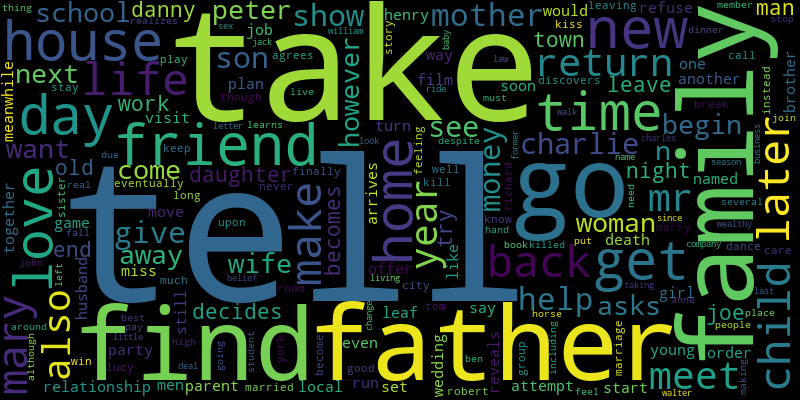 thing
school
danny
peter
show
henry
mother
man
meanwhile
house
job
sex
jack
william
story
agrees
would
kiss
leaving
refuse
dinner
member
stop
take
new
family
next
life
son
plan
play
stay
realizes
way
film
baby
town
return
one
another
call
brother
instead
day
work
visit
though
live
however
ride
law
must
soon
discovers
leave
time
break
join
letter
learns
friend
turn
see
despite
walk
charlie
begin
charles
business
want
old
due
keep
look
feeling
former
name
season
later
come
daughter
finally
arrives
well
kill
money
n
night
named
together
love
real
sister
eventually
never
home
year
try
like
richard
need
mr
girl
marry
several
wealthy
tell
go
long
move
make
becomes
know
hand
woman
since
death
company
dance
care
end
game
fall
give
upon
miss
away
book
killed
put
back
get
taking
anne
last
child
mary
also
john
left
husband
much
still
wife
belief
room
offer
living
city
say
help
asks
joe
place
people
find
father
decides
leaf
tom
change
horse
around
although
best
pay
little
win
party
high
going
student
york
become
even
good
wedding
reveals
ben
group
including
marriage
young
order
making
lucy
relationship
men
deal
parent
married
local
run
set
robert
attempt
feel
start
meet
walter